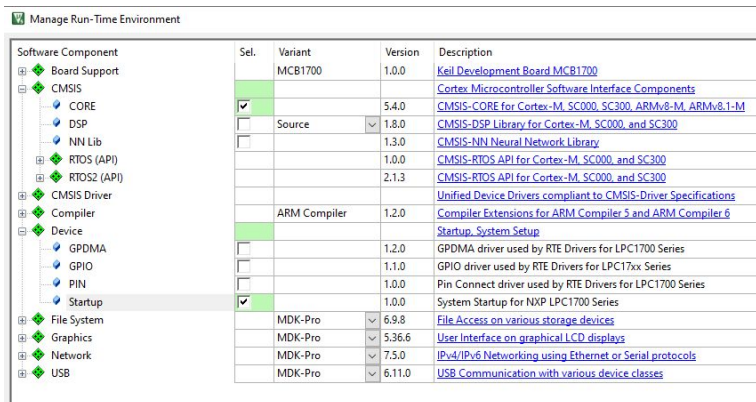 Manage Run-Time Environment
Software Component Sel. Variant Version Description
Board Support MCB1700 1.0.0 Keil Development Board MCB1700
CMSIS Cortex Microcontroller Software Interface Components
CORE 5.4.0 CMSIS-CORE for Cortex-M, SC000, SC300, ARMv8-M, ARMv8.1-M
DSP Source 1.8.0 CMSIS-DSP Library for Cortex-M, SC000, and SC300
NN Lib 1.3.0 CMSIS-NN Neural Network Library
RTOS (API) 1.0.0 CMSIS-RTOS API for Cortex-M, SC000, and SC300
RTOS2 (API) 2.1.3 CMSIS-RTOS API for Cortex-M, SC000, and SC300
CMSIS Driver Unified Device Drivers compliant to CMSIS-Driver Specifications
Compiler ARM Compiler 1.2.0 Compiler Extensions for ARM Compiler 5 and ARM Compiler 6
Device Startup, System Setup
GPDMA 1.2.0 GPDMA driver used by RTE Drivers for LPC1700 Series
GPIO 1.1.0 GPIO driver used by RTE Drivers for LPC17xx Series
PIN 1.0.0 Pin Connect driver used by RTE Drivers for LPC1700 Series
Startup 1.0.0 System Startup for NXP LPC1700 Series
File System MDK-Pro 6.9.8 File Access on various storage devices
Graphics MDK-Pro 5.36.6 User Interface on graphical LCD displays
Network MDK-Pro 7.5.0 IPv4/IPv6 Networking using Ethernet or Serial protocols
USB MDK-Pro 6.11.0 USB Communication with various device classes